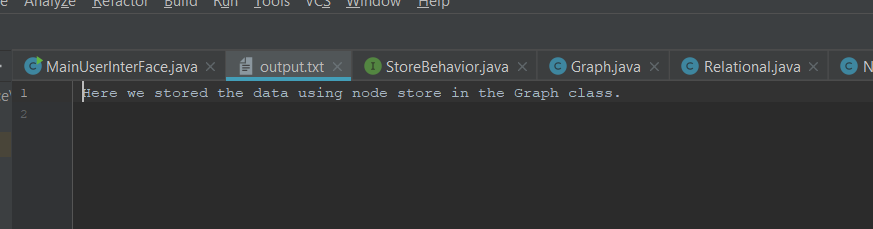 Analyze Refactor Build Run Tools VCS Window Help
MainUserInterFace.java output.txt StoreBehavior.java Graph.java Relational.java
1 Here we stored the data using node store in the Graph class.
2